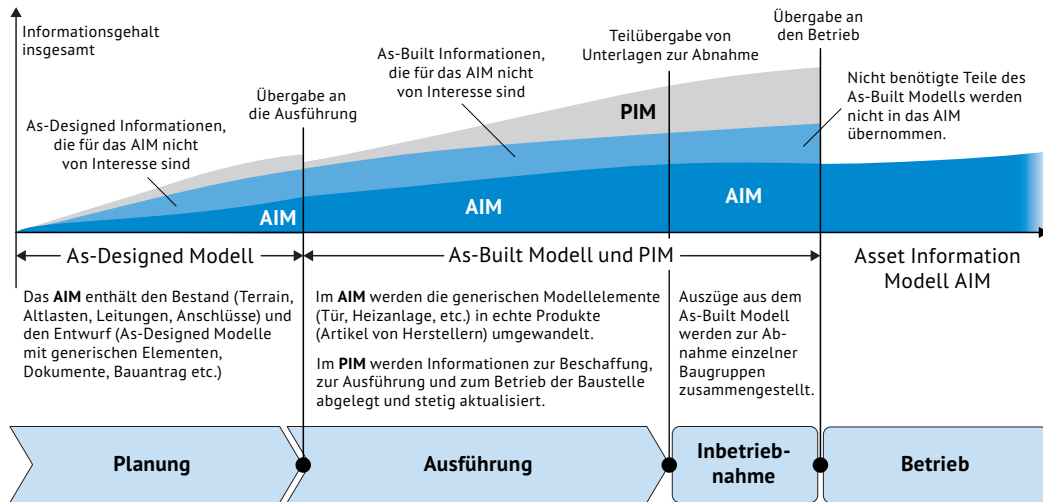 Informationsgehalt
insgesamt
As-Designed Informationen,
die für das AIM nicht
von Interesse sind
Übergabe an
die Ausführung
As-Built Informationen,
die für das AIM nicht
von Interesse sind
Teilübergabe von
Unterlagen zur Abnahme
Übergabe an
den Betrieb
Nicht benötigte Teile des
As-Built Modells werden
nicht in das AIM
übernommen.
PIM
AIM
AIM
AIM
As-Designed Modell
As-Built Modell und PIM
Asset Information
Modell AIM
Das AIM enthält den Bestand (Terrain,
Altlasten, Leitungen, Anschlüsse) und
den Entwurf (As-Designed Modelle
mit generischen Elementen,
Dokumente, Bauantrag etc.)
Im AIM werden die generischen Modellelemente
(Tür, Heizanlage, etc.) in echte Produkte
(Artikel von Herstellern) umgewandelt.
Im PIM werden Informationen zur Beschaffung,
zur Ausführung und zum Betrieb der Baustelle
abgelegt und stetig aktualisiert.
Auszüge aus dem
As-Built Modell
werden zur Ab-
nahme einzelner
Baugruppen
zusammengestellt.
Planung
Ausführung
Inbetrieb-
nahme
Betrieb